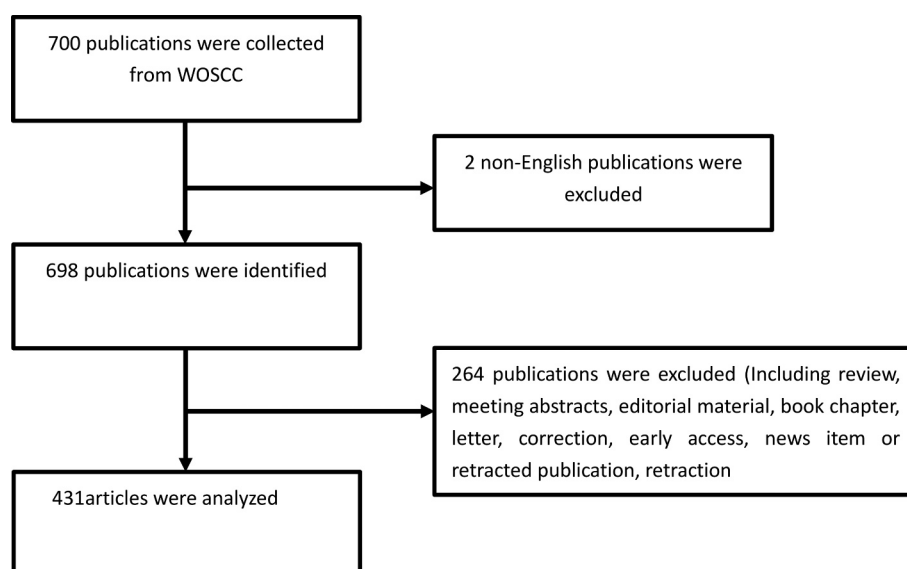 700 publications were collected
from WOSCC
2 non-English publications were
excluded
698 publications were identified
264 publications were excluded (Including review,
meeting abstracts, editorial material, book chapter,
letter, correction, early access, news item or
retracted publication, retraction
431articles were analyzed